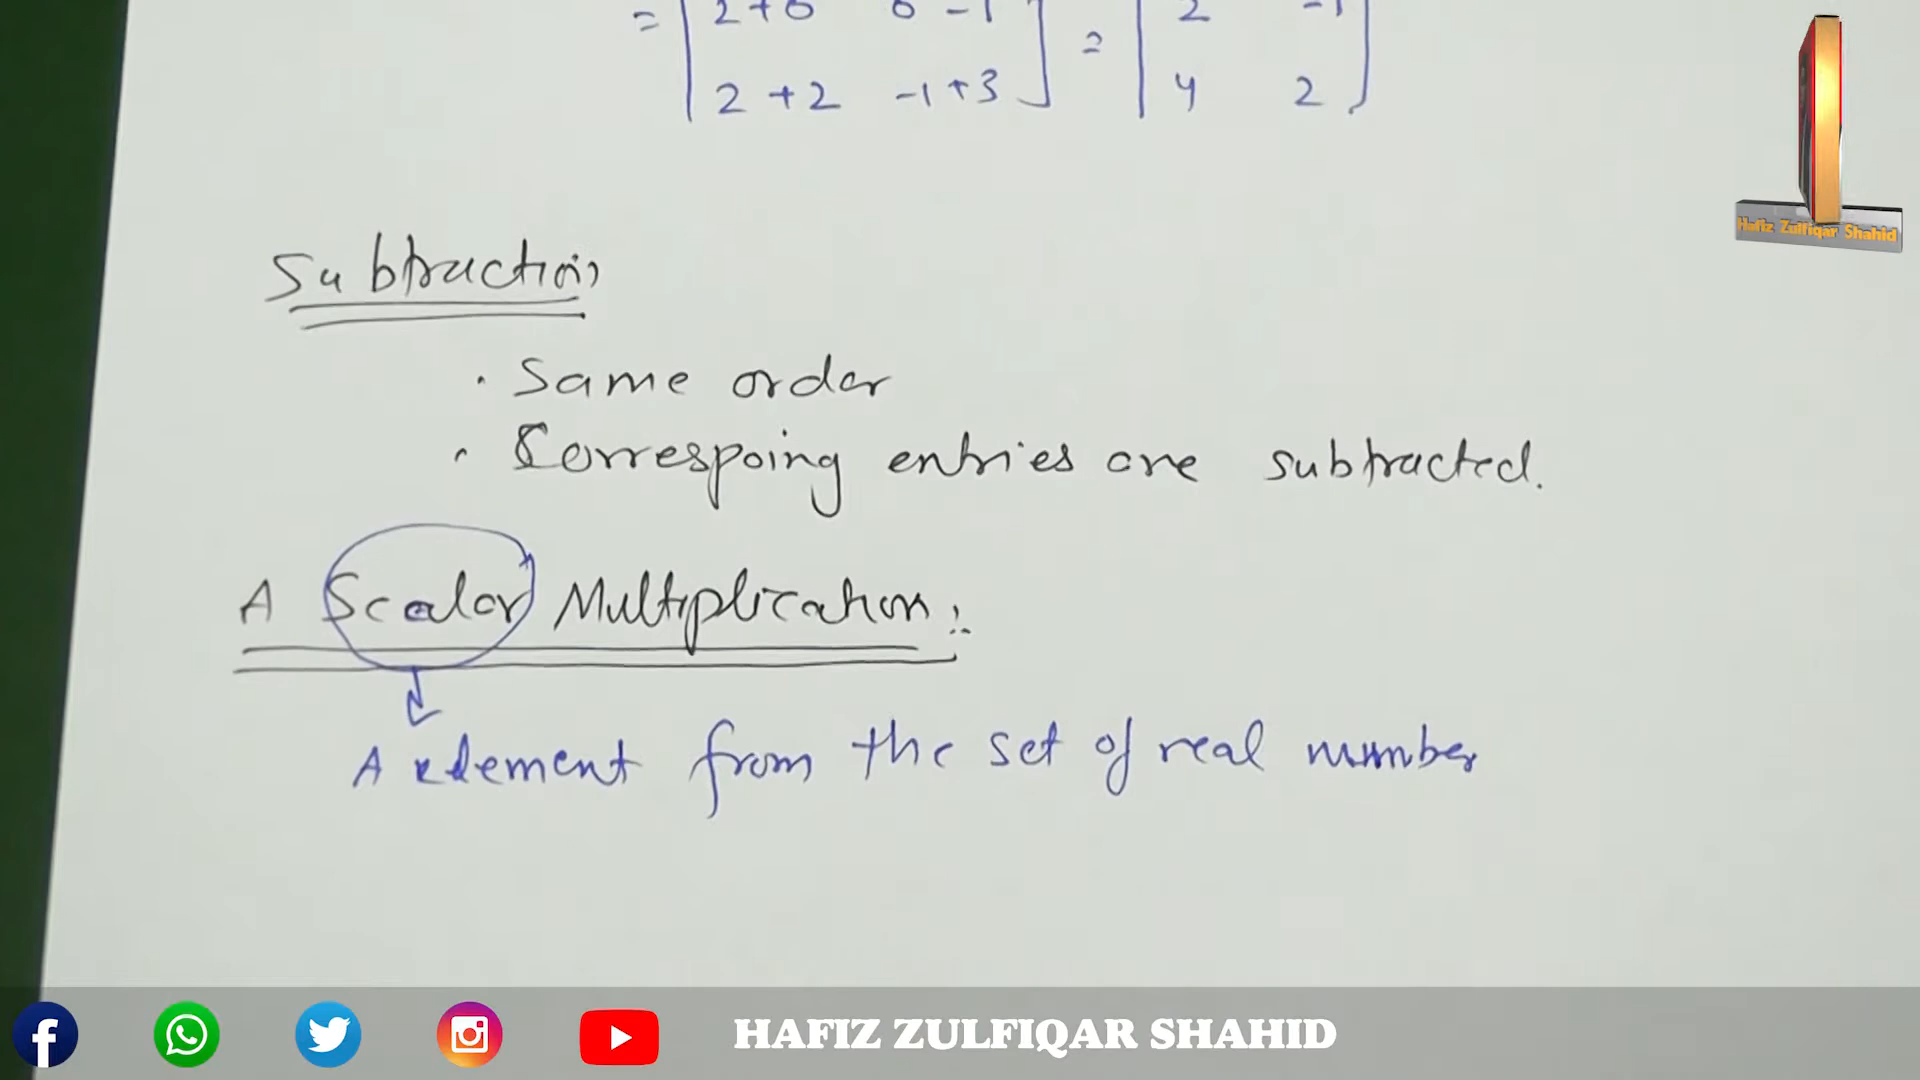 = [ 2+0 0-1 ] = [ 2 -1 ]
2+2 -1+3 4 2
Hafiz Zulfiqar Shahid
Subtraction
· Same order
· Correspoing entries are subtracted.
A Scalar Multiplication :.
A element from the set of real number
HAFIZ ZULFIQAR SHAHID